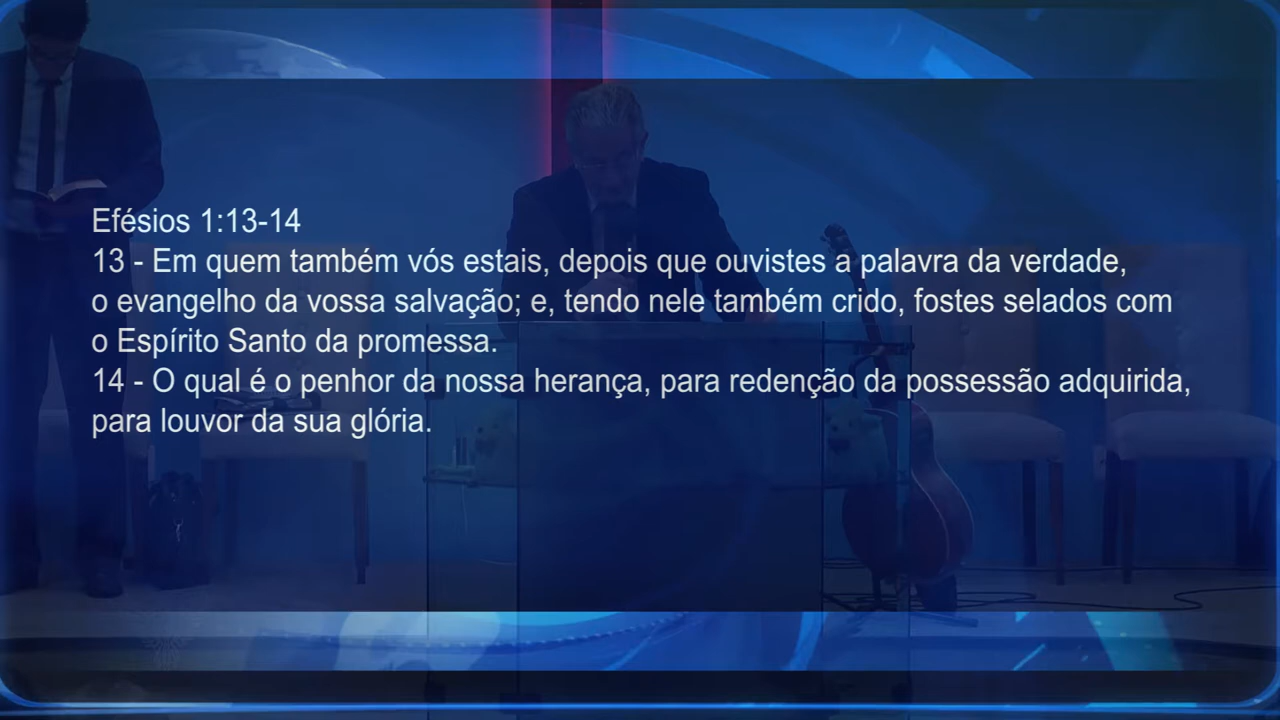 Efésios 1:13-14
13 - Em quem também vós estais, depois que ouvistes a palavra da verdade,
o evangelho da vossa salvação; e, tendo nele também crido, fostes selados com
o Espírito Santo da promessa.
14 - O qual é o penhor da nossa herança, para redenção da possessão adquirida,
para louvor da sua glória.